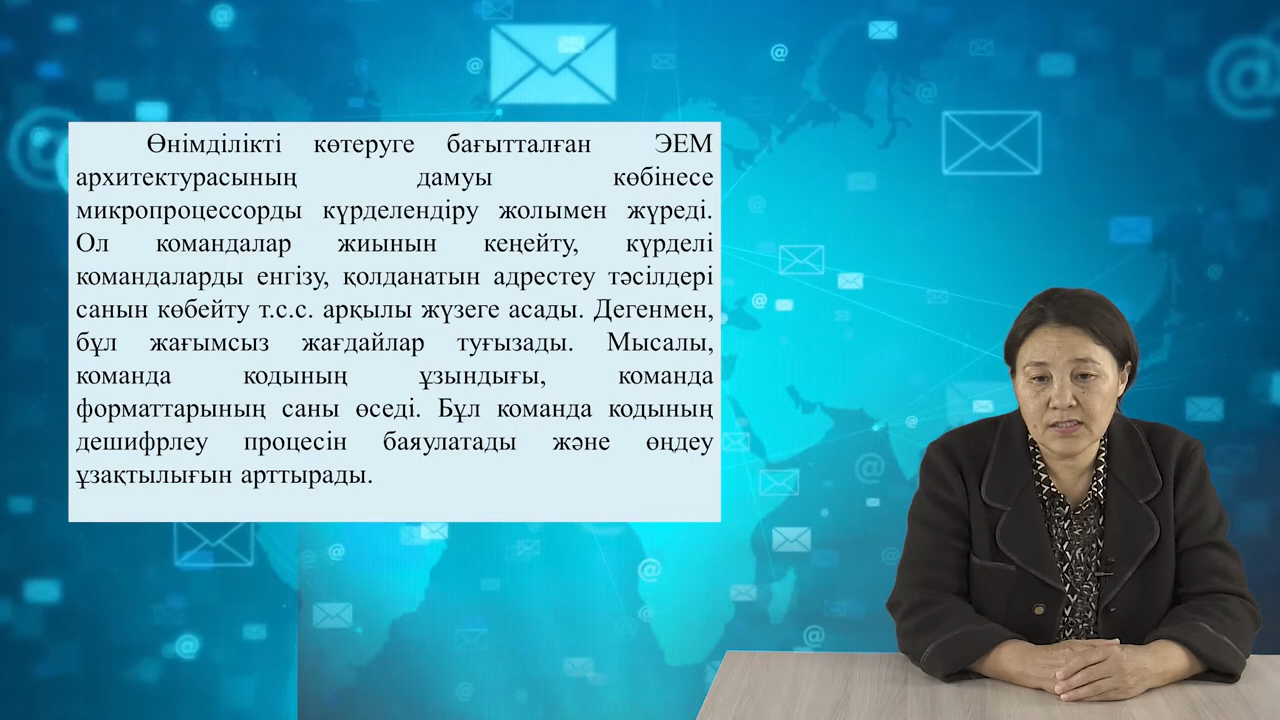 Өнімділікті көтеруге бағытталған ЭЕМ
архитектурасының дамуы көбінесе
микропроцессорды күрделендіру жолымен жүреді.
Ол командалар жиынын кеңейту, күрделі
командаларды енгізу, қолданатын адрестеу тәсілдері
санын көбейту т.с.с. арқылы жүзеге асады. Дегенмен,
бұл жағымсыз жағдайлар туғызады. Мысалы,
команда кодының ұзындығы, команда
форматтарының саны өседі. Бұл команда кодының
дешифрлеу процесін баяулатады және өңдеу
ұзақтылығын арттырады.